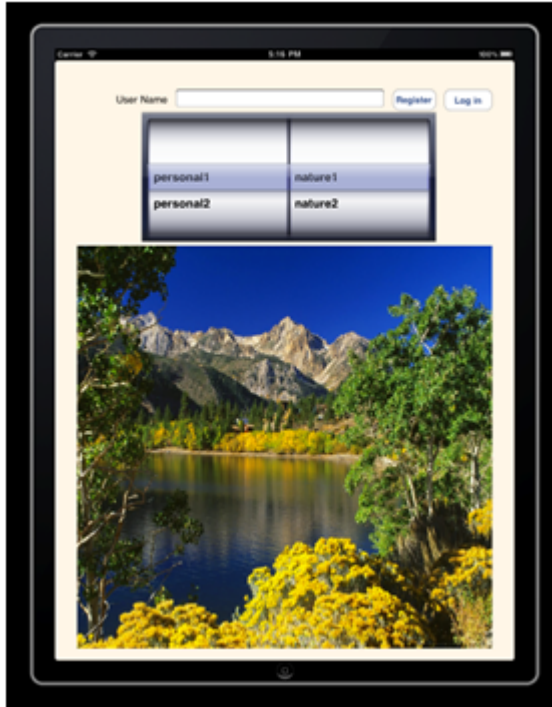 Carrier 5:16 PM 100%
User Name Register Log in
personal1 nature1
personal2 nature2